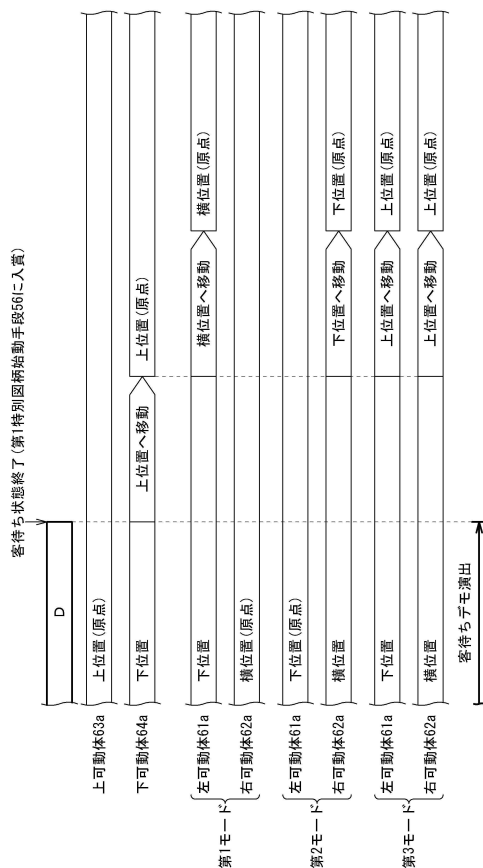 客待ち状態終了(第1特別図柄始動手段56に入賞)
D
上可動体63a 上位置(原点)
下可動体64a 下位置 上位置へ移動 上位置(原点)
第1モード
左可動体61a 下位置 横位置へ移動 横位置(原点)
右可動体62a 横位置(原点)
第2モード
左可動体61a 下位置(原点)
右可動体62a 横位置 下位置へ移動 下位置(原点)
第3モード
左可動体61a 下位置 上位置へ移動 上位置(原点)
右可動体62a 横位置 上位置へ移動 上位置(原点)
客待ちデモ演出